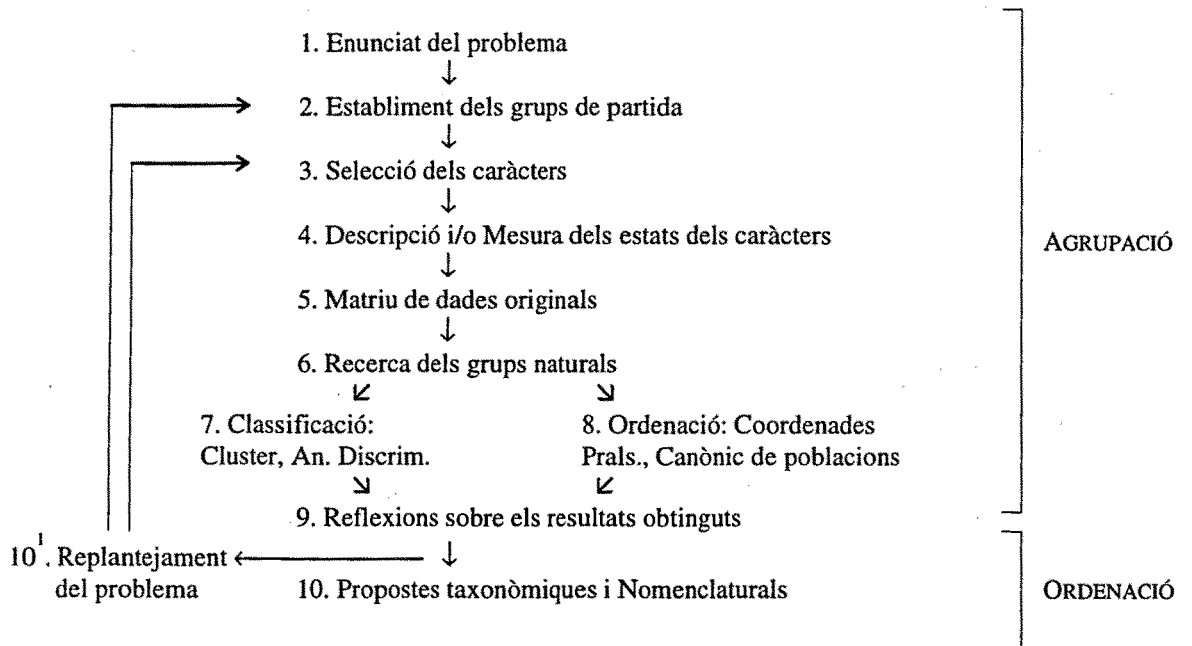 1. Enunciat del problema
2. Establiment dels grups de partida
3. Selecció dels caràcters
4. Descripció i/o Mesura dels estats dels caràcters
AGRUPACIÓ
5. Matriu de dades originals
6. Recerca dels grups naturals
7. Classificació:
Cluster, An. Discrim.
8. Ordenació: Coordenades
Prals., Canònic de poblacions
9. Reflexions sobre els resultats obtinguts
10¹. Replantejament
del problema
10. Propostes taxonòmiques i Nomenclaturals
ORDENACIÓ